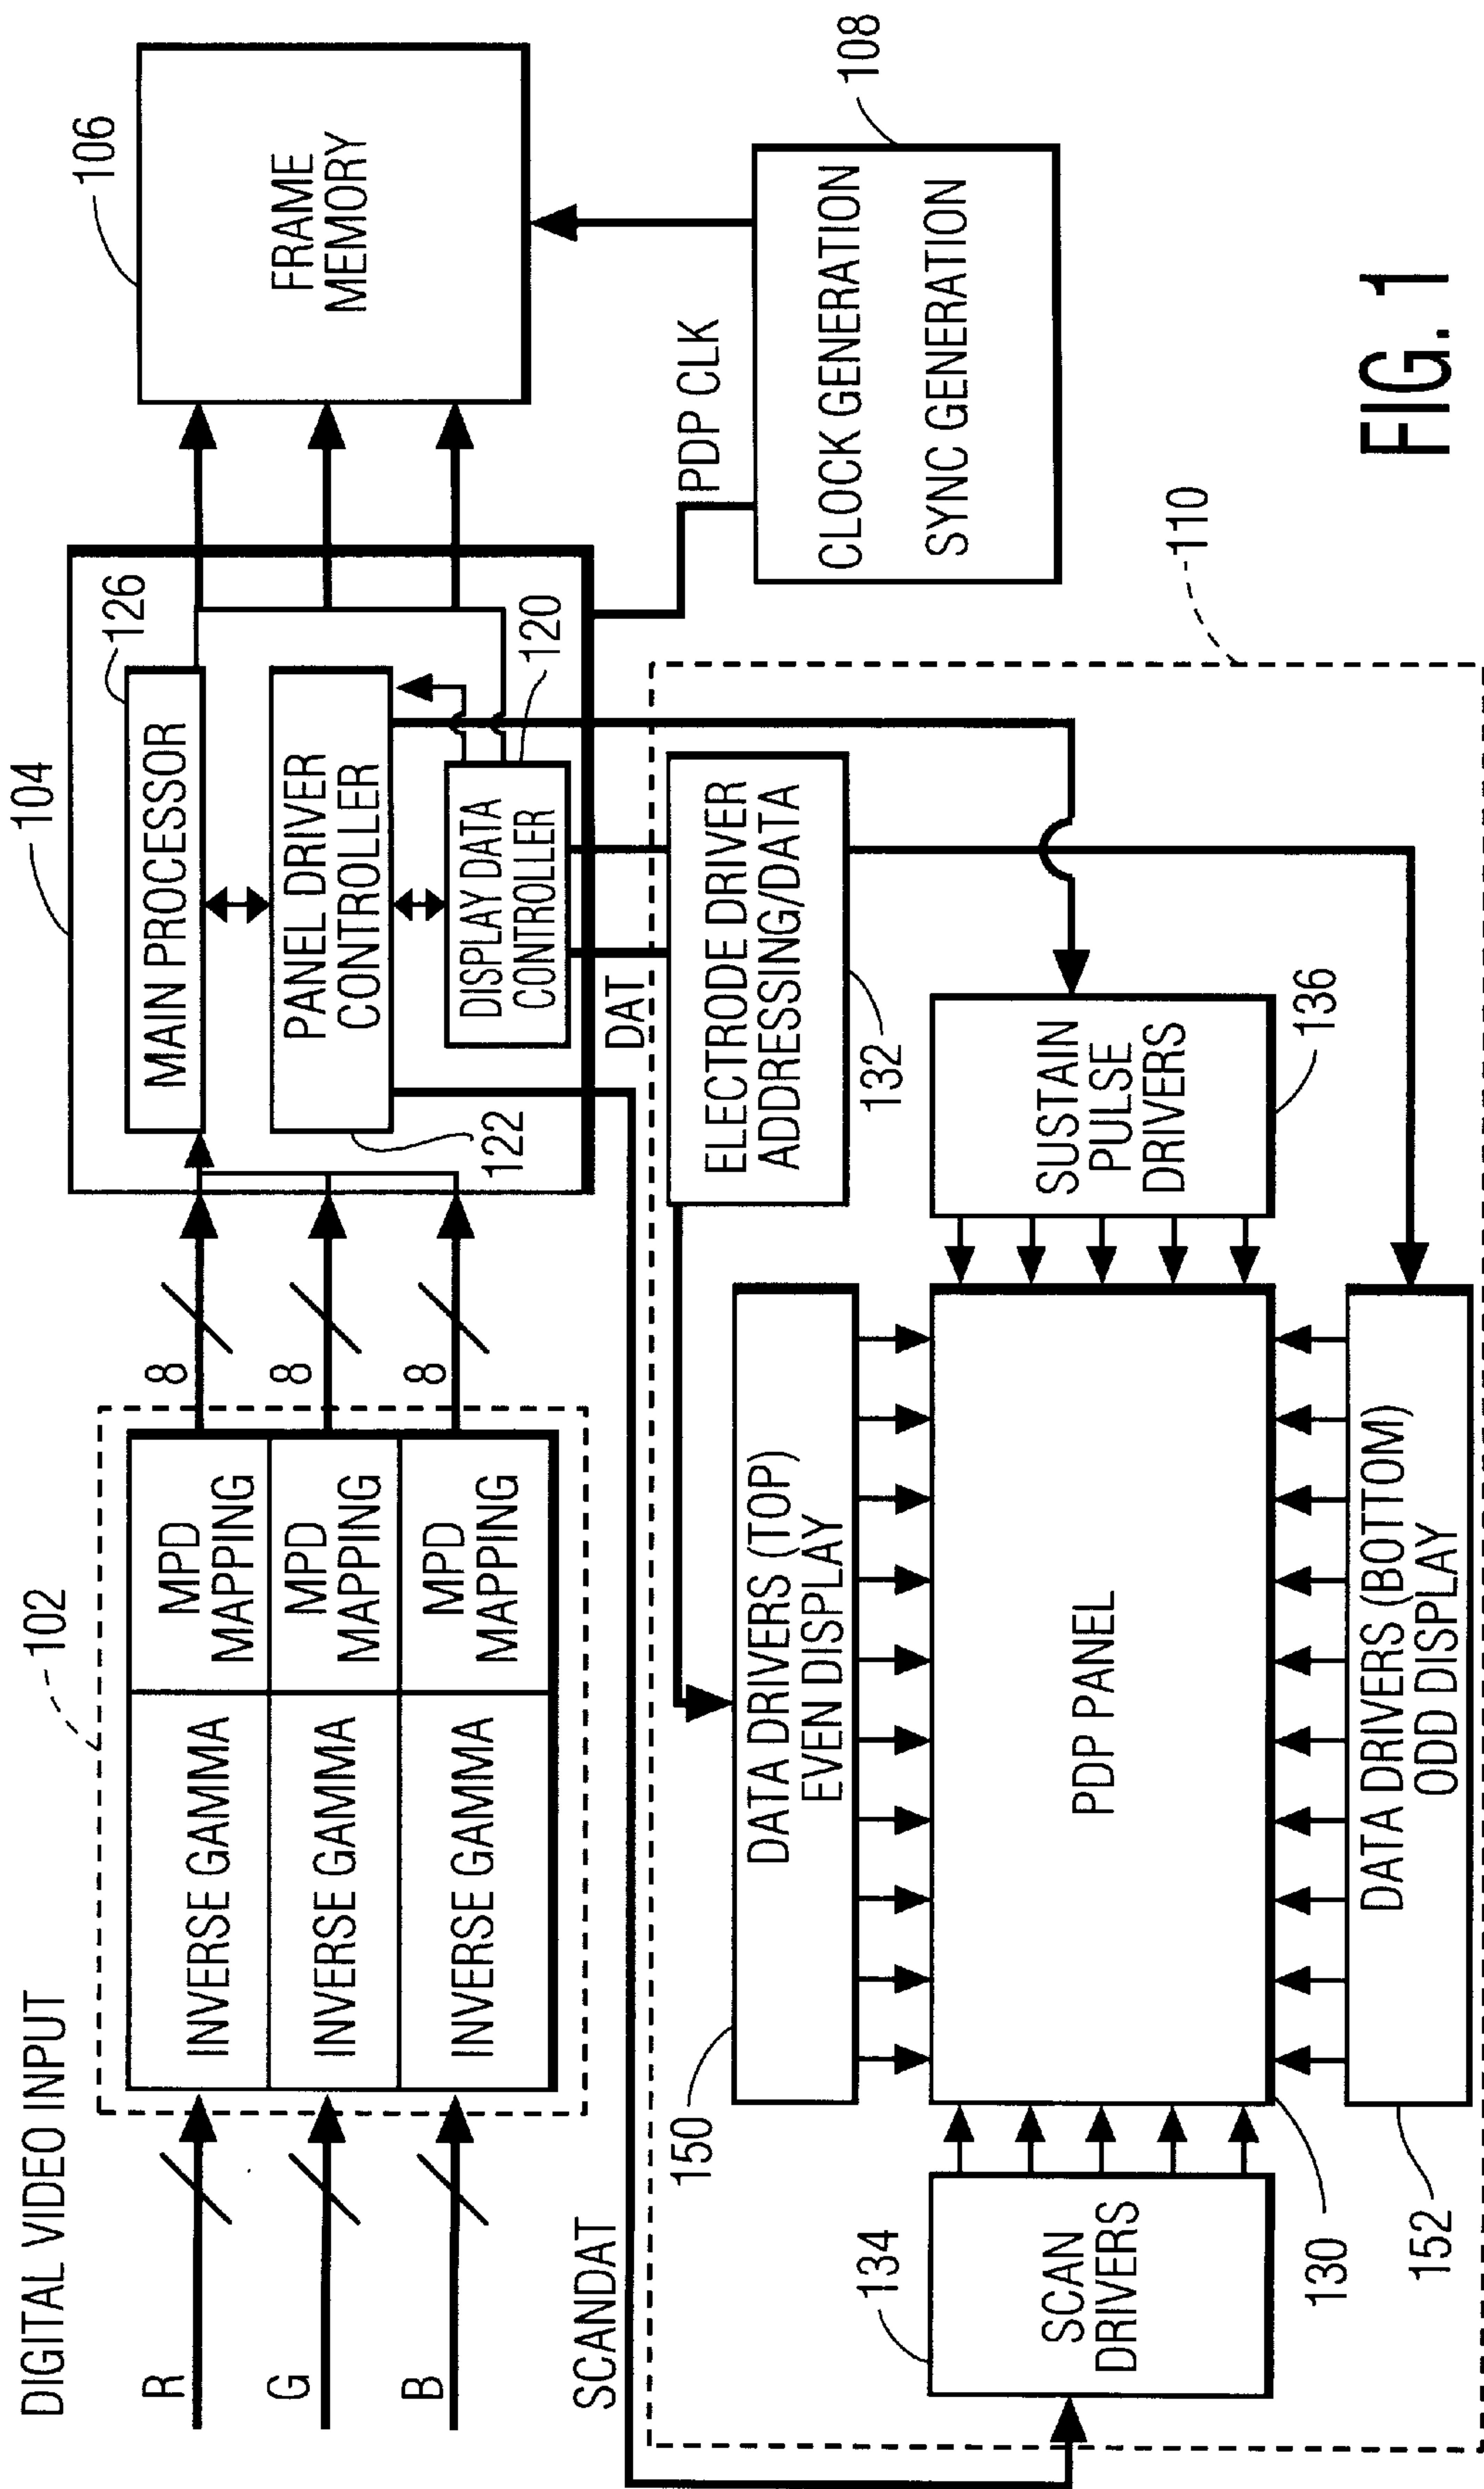 DIGITAL VIDEO INPUT
102
104
106
R
G
B
INVERSE GAMMA
INVERSE GAMMA
INVERSE GAMMA
MPD
MAPPING
MPD
MAPPING
MPD
MAPPING
8
8
8
126
MAIN PROCESSOR
122
PANEL DRIVER
CONTROLLER
DISPLAY DATA
CONTROLLER
120
FRAME
MEMORY
SCANDAT
DAT
PDP CLK
108
CLOCK GENERATION
SYNC GENERATION
110
ELECTRODE DRIVER
ADDRESSING/DATA
132
150
DATA DRIVERS (TOP)
EVEN DISPLAY
134
SCAN
DRIVERS
PDP PANEL
130
SUSTAIN
PULSE
DRIVERS
136
152
DATA DRIVERS (BOTTOM)
ODD DISPLAY
FIG. 1